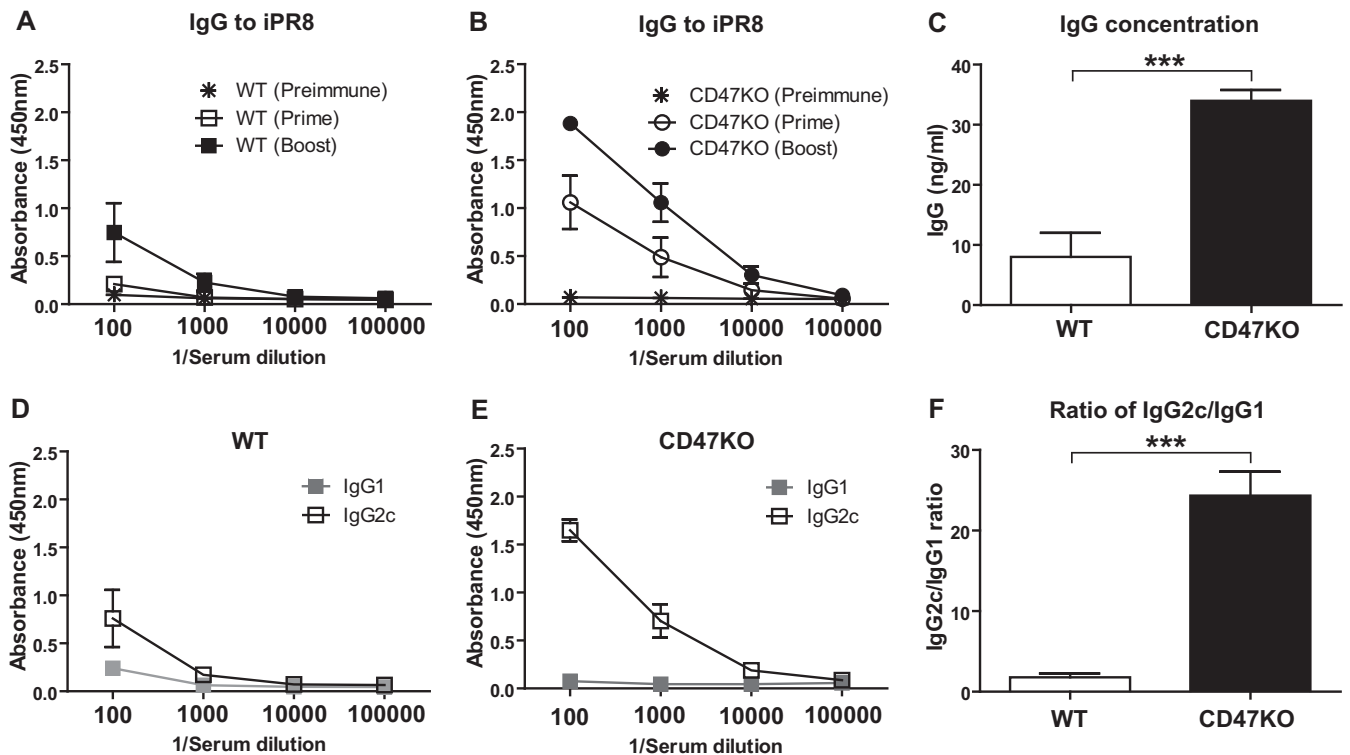 A
IgG to iPR8
Absorbance (450nm)
2.5
2.0
1.5
1.0
0.5
0.0
WT (Preimmune)
WT (Prime)
WT (Boost)
100 1000 10000 100000
1/Serum dilution
B
IgG to iPR8
Absorbance (450nm)
2.5
2.0
1.5
1.0
0.5
0.0
CD47KO (Preimmune)
CD47KO (Prime)
CD47KO (Boost)
100 1000 10000 100000
1/Serum dilution
C
IgG concentration
IgG (ng/ml)
40
30
20
10
0
***
WT CD47KO
D
WT
Absorbance (450nm)
2.5
2.0
1.5
1.0
0.5
0.0
IgG1
IgG2c
100 1000 10000 100000
1/Serum dilution
E
CD47KO
Absorbance (450nm)
2.5
2.0
1.5
1.0
0.5
0.0
IgG1
IgG2c
100 1000 10000 100000
1/Serum dilution
F
Ratio of IgG2c/IgG1
IgG2c/IgG1 ratio
30
20
10
0
***
WT CD47KO